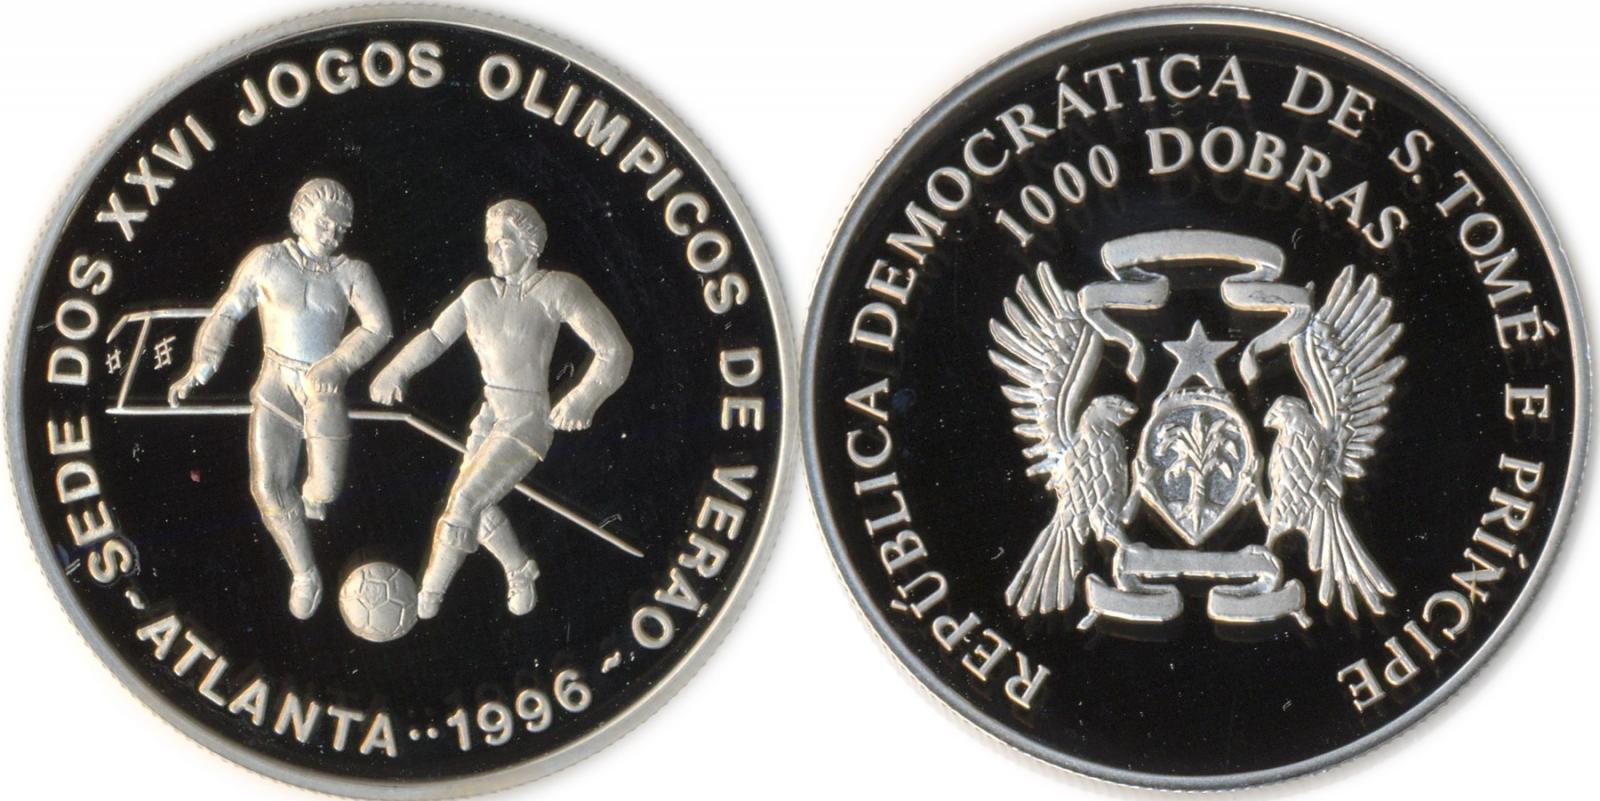 SEDE DOS XXVI JOGOS OLIMPICOS DE VERÃO
~ATLANTA··1996~
REPÚBLICA DEMOCRÁTICA DE S. TOMÉ E PRÍNCIPE
1000 DOBRAS